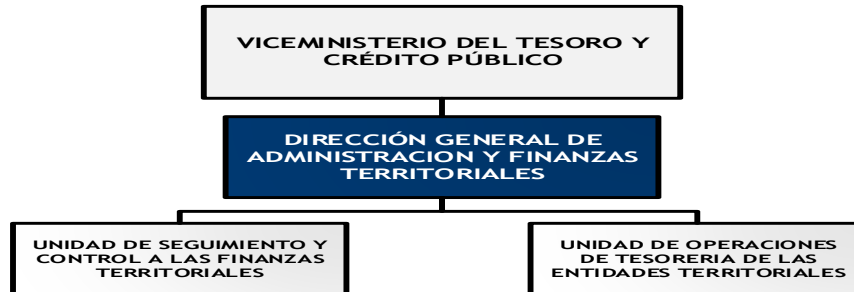 VICEMINISTERIO DEL TESORO Y
CRÉDITO PÚBLICO
DIRECCIÓN GENERAL DE
ADMINISTRACION Y FINANZAS
TERRITORIALES
UNIDAD DE SEGUIMIENTO Y
CONTROL A LAS FINANZAS
TERRITORIALES
UNIDAD DE OPERACIONES
DE TESORERIA DE LAS
ENTIDADES TERRITORIALES